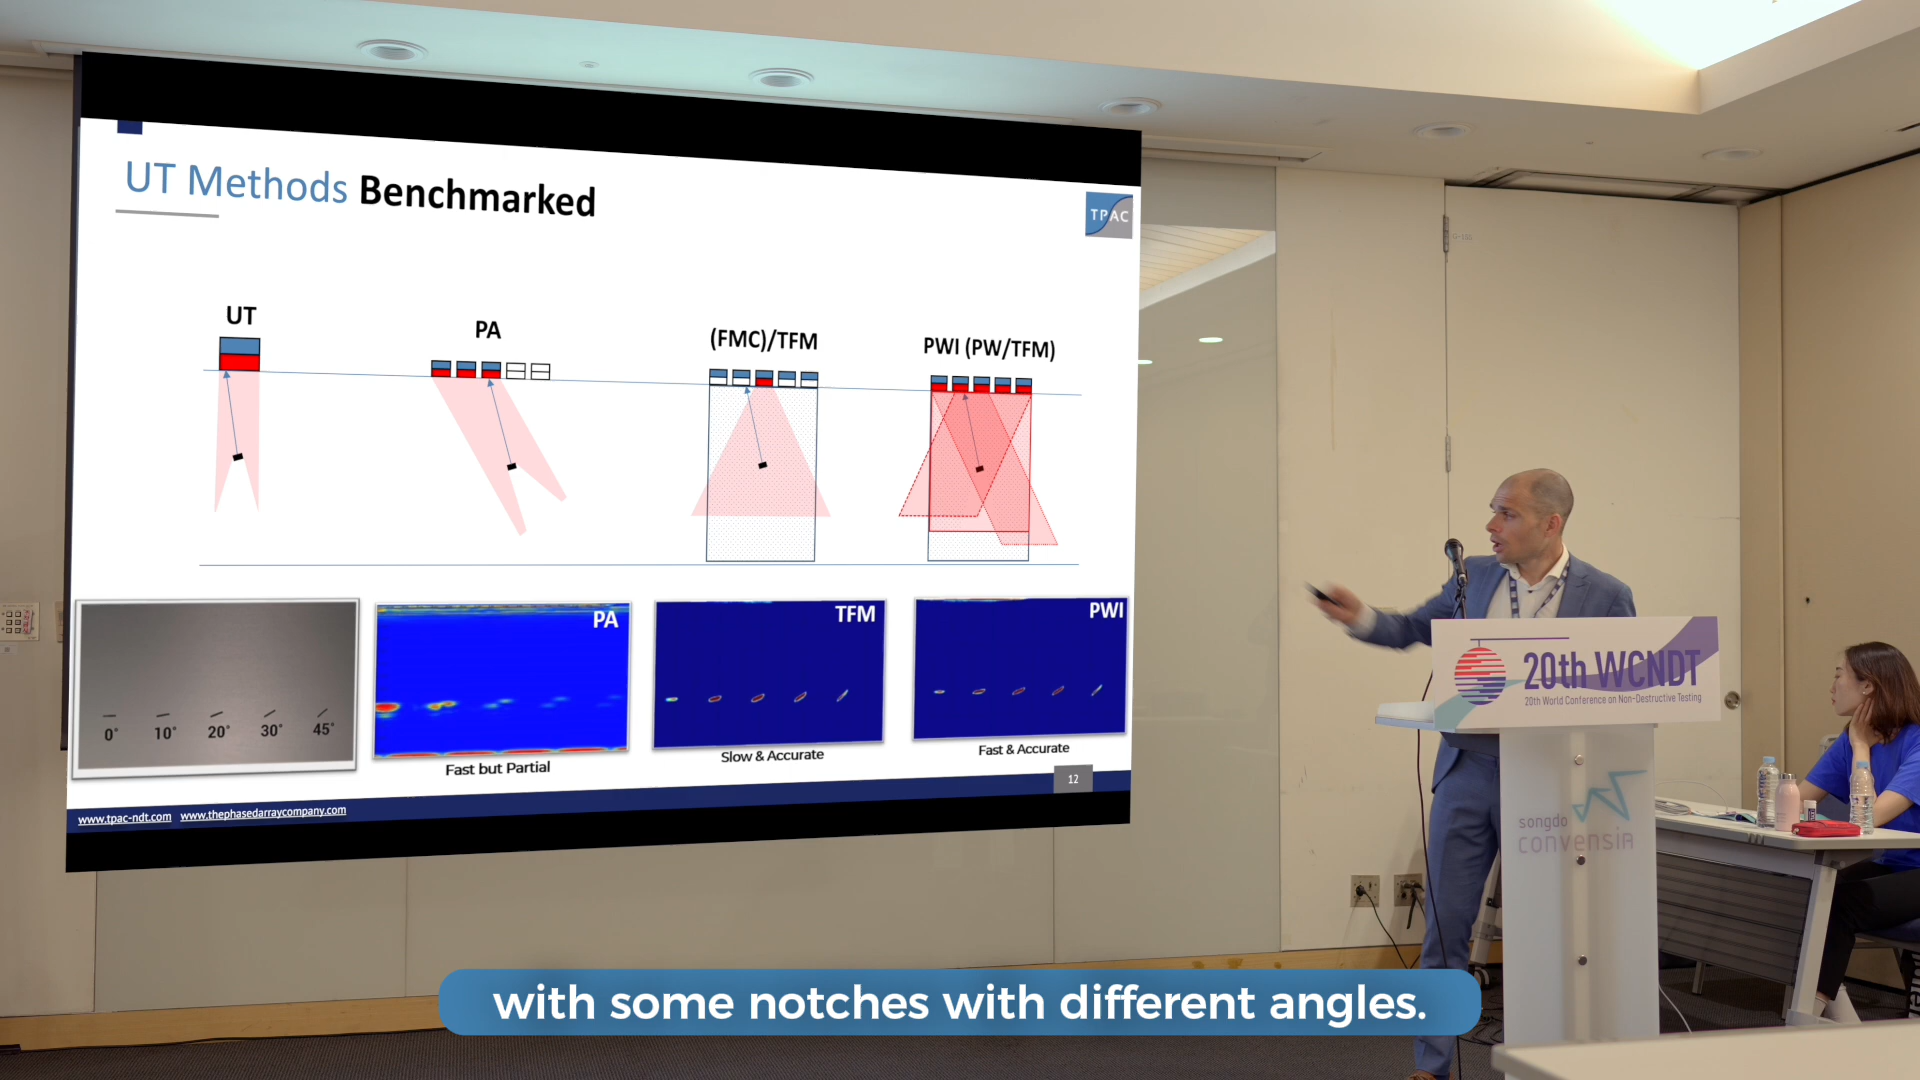 UT Methods Benchmarked
TPAC
UT
PA
(FMC)/TFM
PWI (PW/TFM)
0° 10° 20° 30° 45°
PA
TFM
PWI
Fast but Partial
Slow & Accurate
Fast & Accurate
12
www.tpac-ndt.com www.thephasedarraycompany.com
20th WCNDT
20th World Conference on Non-Destructive Testing
songdo
convensia
with some notches with different angles.